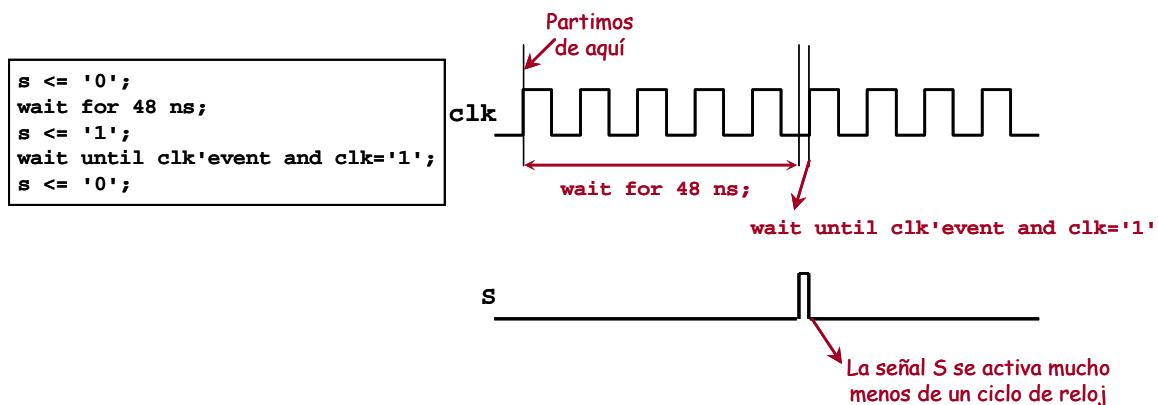 Partimos
de aquí
s <= '0';
wait for 48 ns;
s <= '1';
wait until clk'event and clk='1';
s <= '0';
clk
wait for 48 ns;
wait until clk'event and clk='1'
S
La señal S se activa mucho
menos de un ciclo de reloj